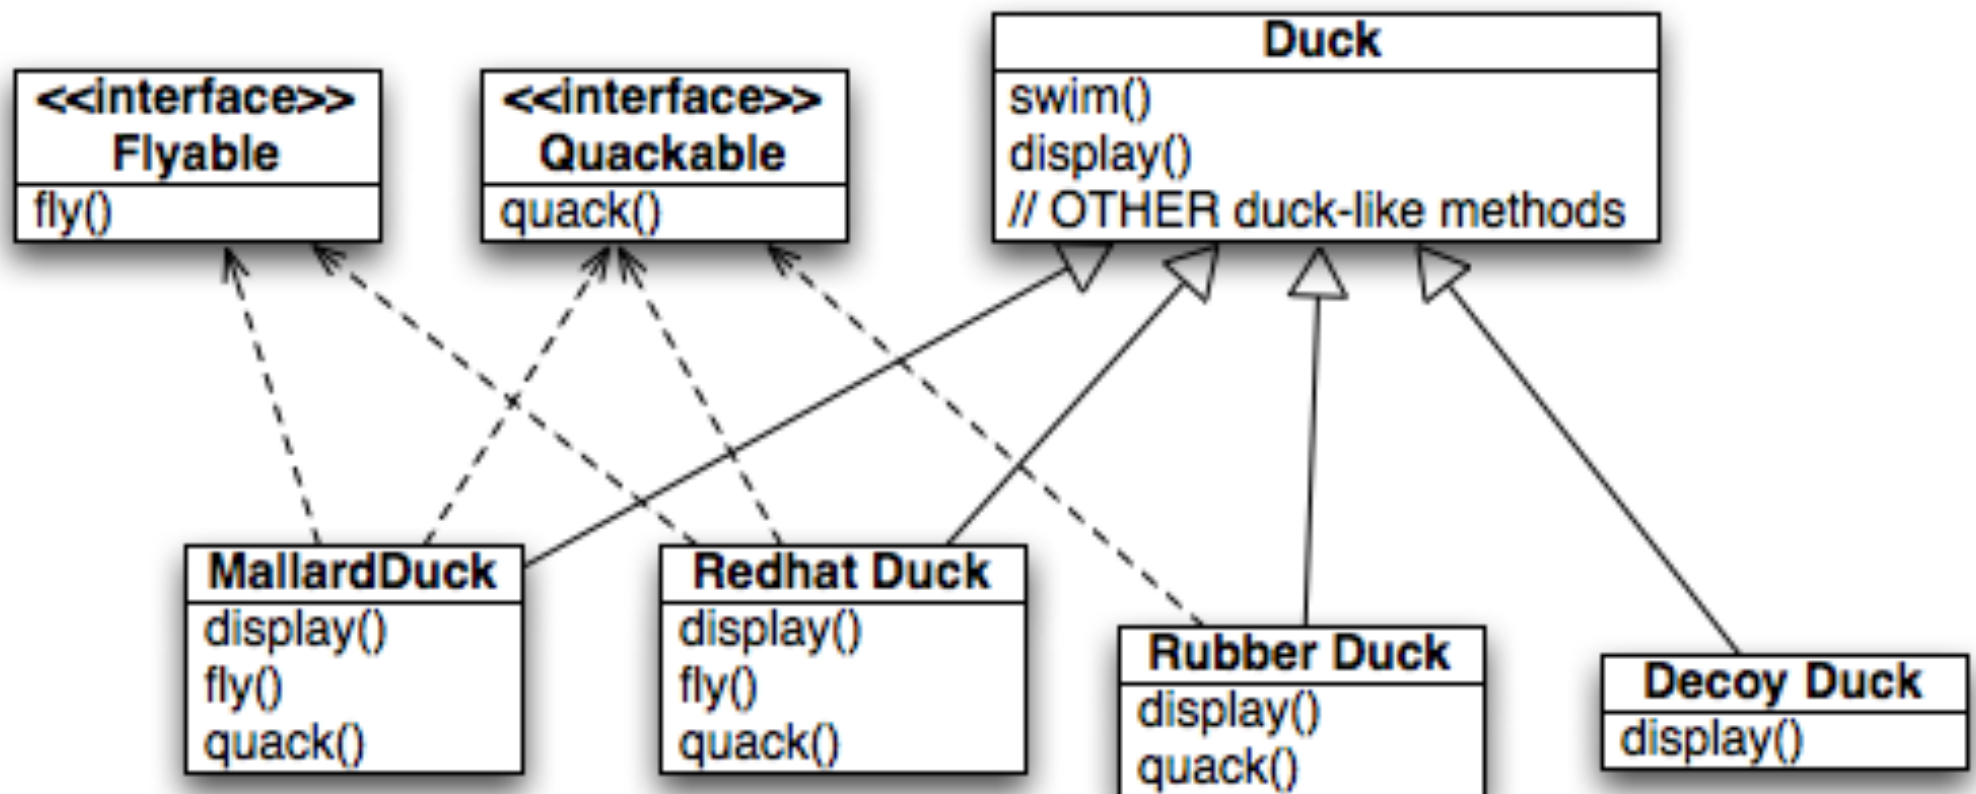 <<interface>>
Flyable
fly()
<<interface>>
Quackable
quack()
Duck
swim()
display()
// OTHER duck-like methods
MallardDuck
display()
fly()
quack()
Redhat Duck
display()
fly()
quack()
Rubber Duck
display()
quack()
Decoy Duck
display()